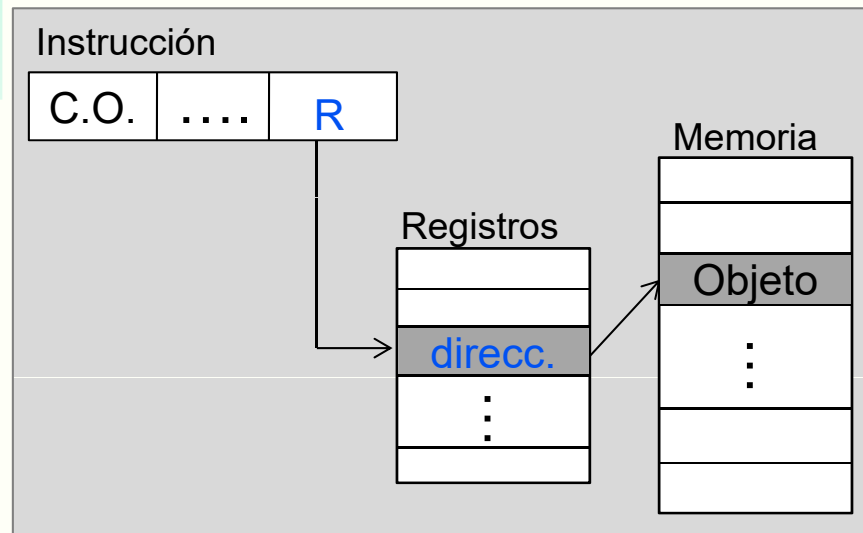 Instrucción
C.O. .... R
Memoria
Registros
Objeto
direcc.